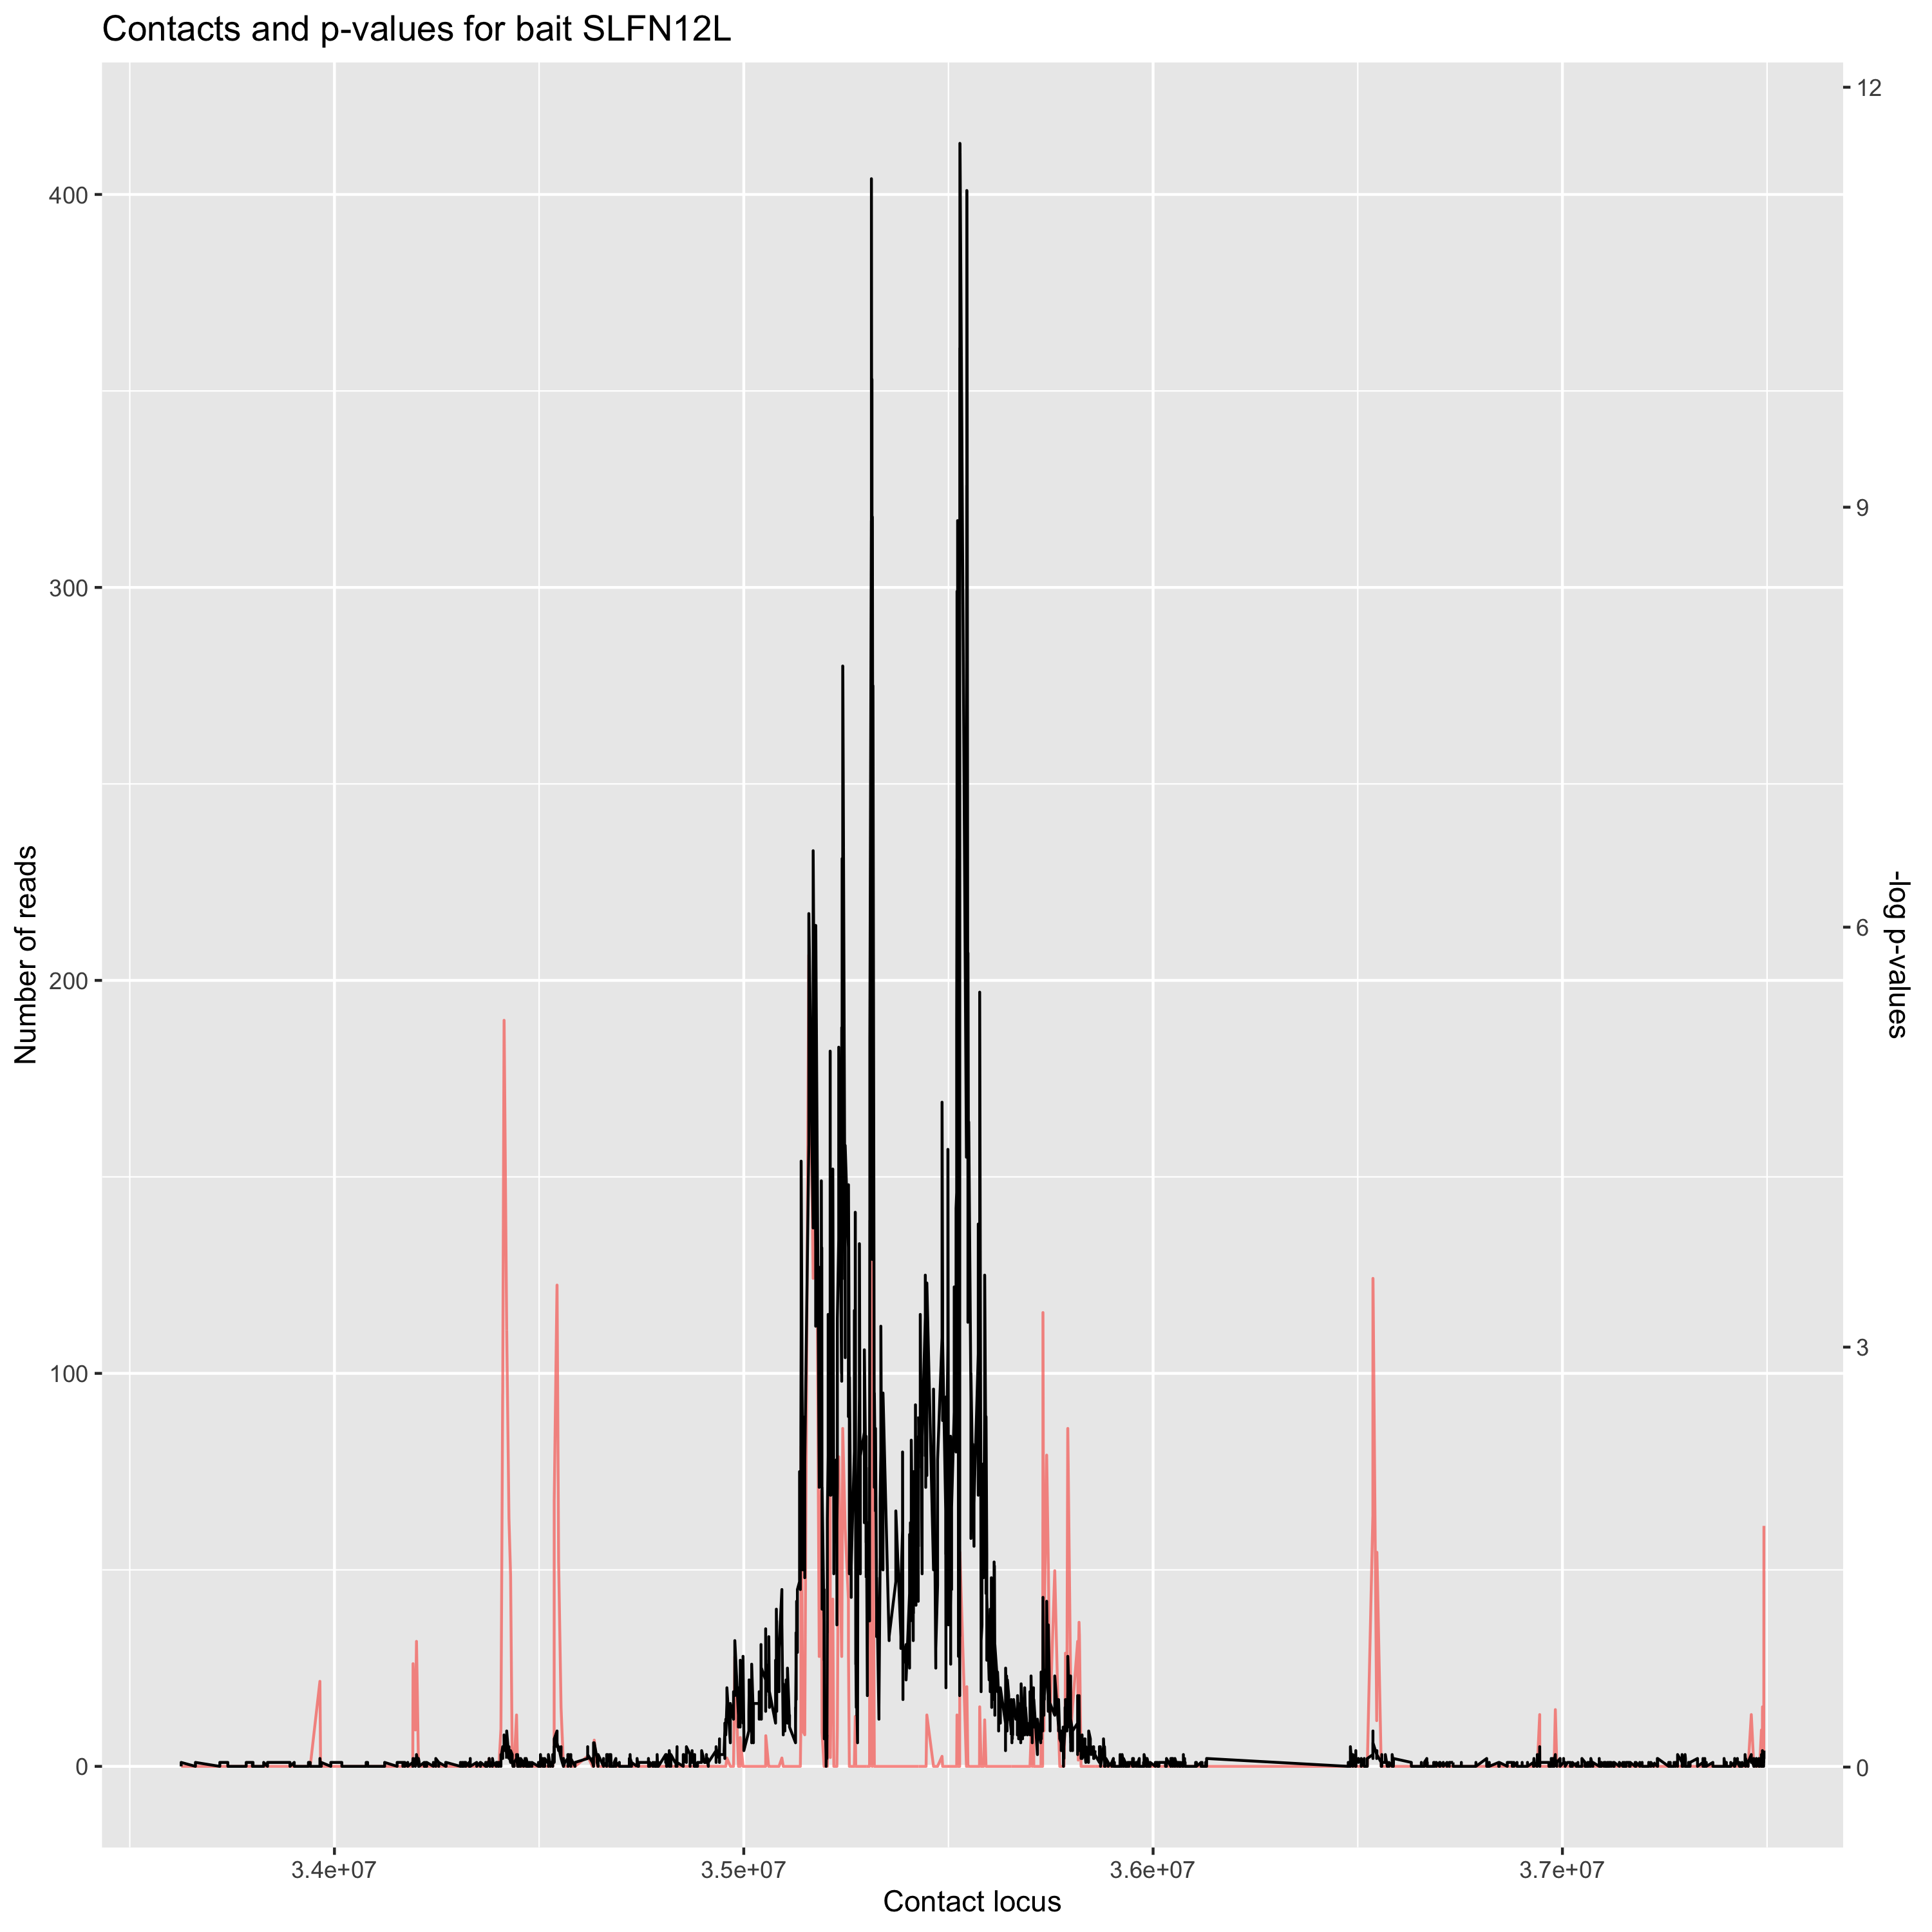 Contacts and p-values for bait SLFN12L
12
400
9
300
6
200
3
100
0
0
Number of reads
-log p-values
3.4e+07
3.5e+07
3.6e+07
3.7e+07
Contact locus